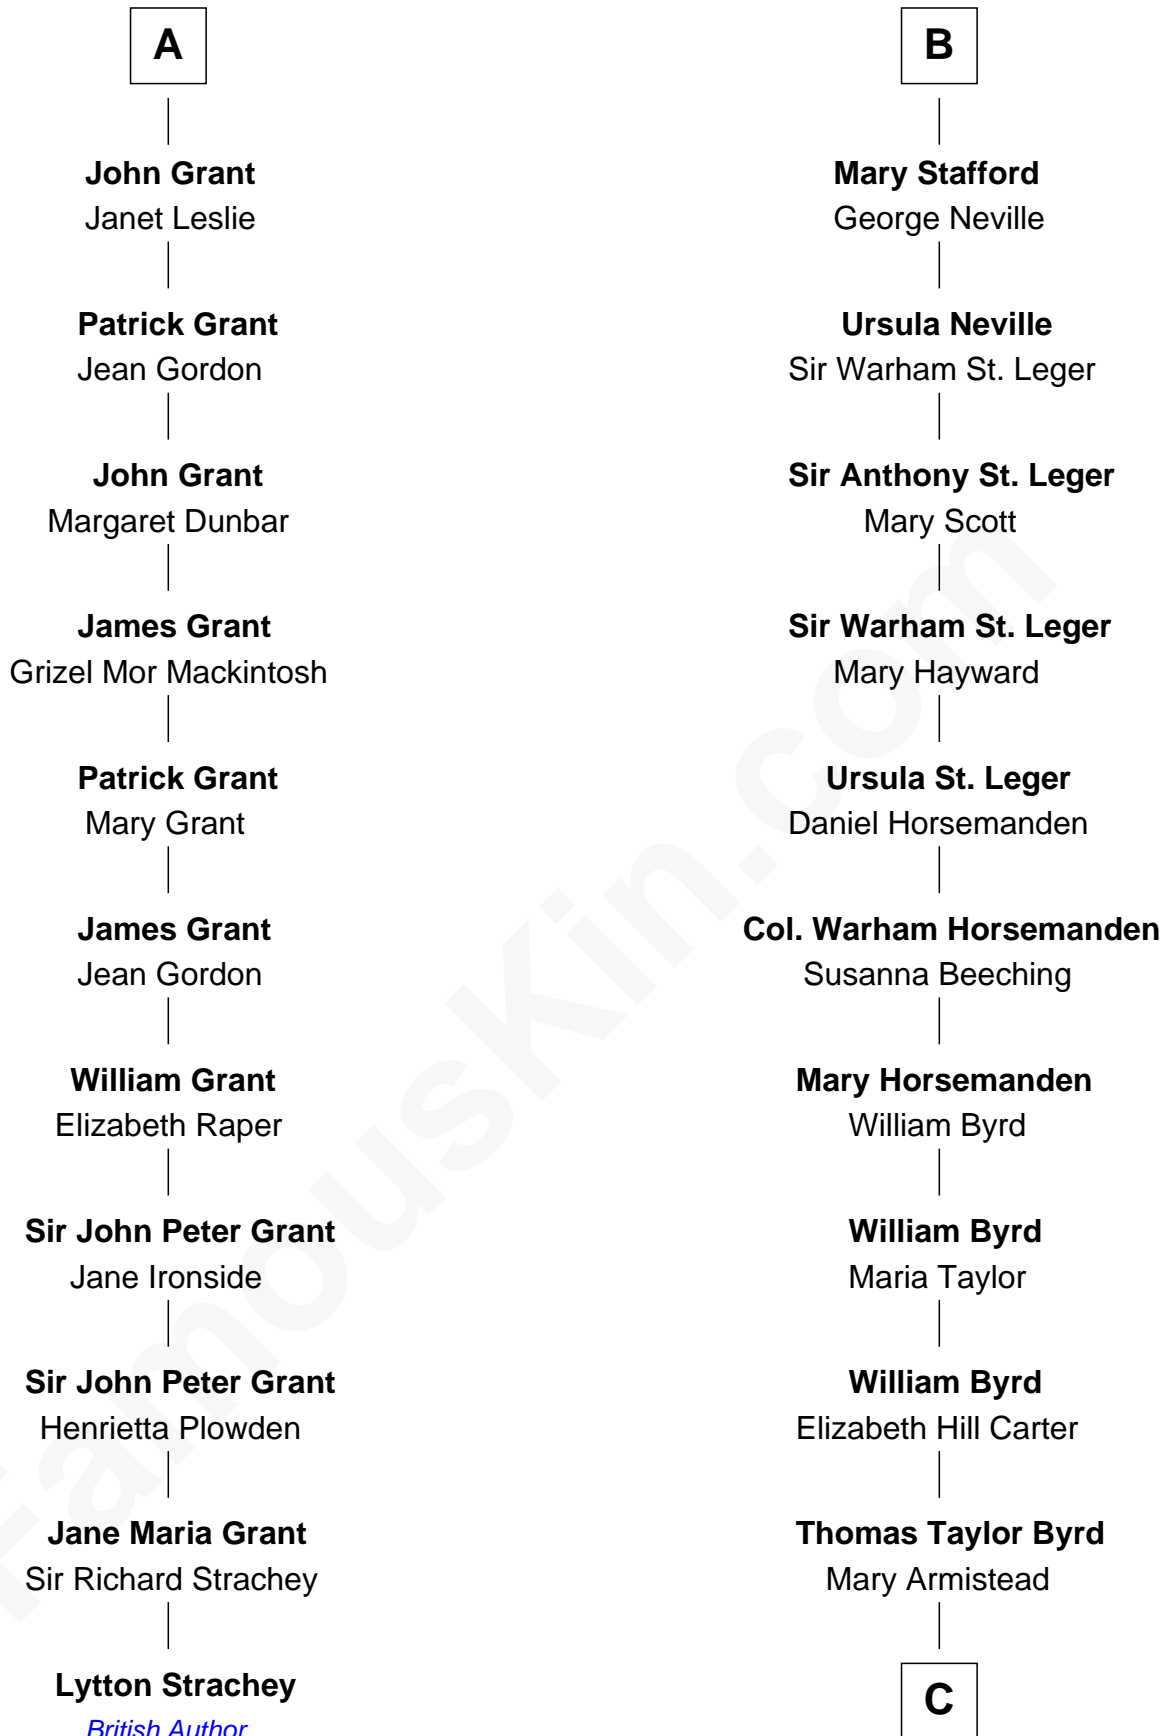 A
John Grant
Janet Leslie
Patrick Grant
Jean Gordon
John Grant
Margaret Dunbar
James Grant
Grizel Mor Mackintosh
Patrick Grant
Mary Grant
James Grant
Jean Gordon
William Grant
Elizabeth Raper
Sir John Peter Grant
Jane Ironside
Sir John Peter Grant
Henrietta Plowden
Jane Maria Grant
Sir Richard Strachey
Lytton Strachey
British Author
B
Mary Stafford
George Neville
Ursula Neville
Sir Warham St. Leger
Sir Anthony St. Leger
Mary Scott
Sir Warham St. Leger
Mary Hayward
Ursula St. Leger
Daniel Horsemanden
Col. Warham Horsemanden
Susanna Beeching
Mary Horsemanden
William Byrd
William Byrd
Maria Taylor
William Byrd
Elizabeth Hill Carter
Thomas Taylor Byrd
Mary Armistead
C
FamousKin.com